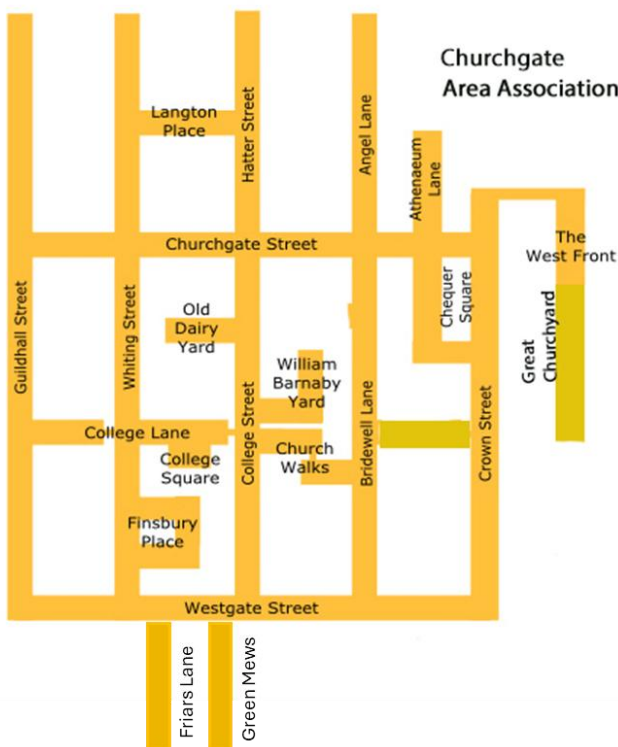 Churchgate
Area Association
Langton
Place
Hatter Street
Angel Lane
Athenaeum
Lane
Churchgate Street
The
West Front
Guildhall Street
Whiting Street
Old
Dairy
Yard
Chequer
Square
Great
Churchyard
William
Barnaby
Yard
College Lane
College Street
Bridewell Lane
Crown Street
College
Square
Church
Walks
Finsbury
Place
Westgate Street
Friars Lane
Green Mews